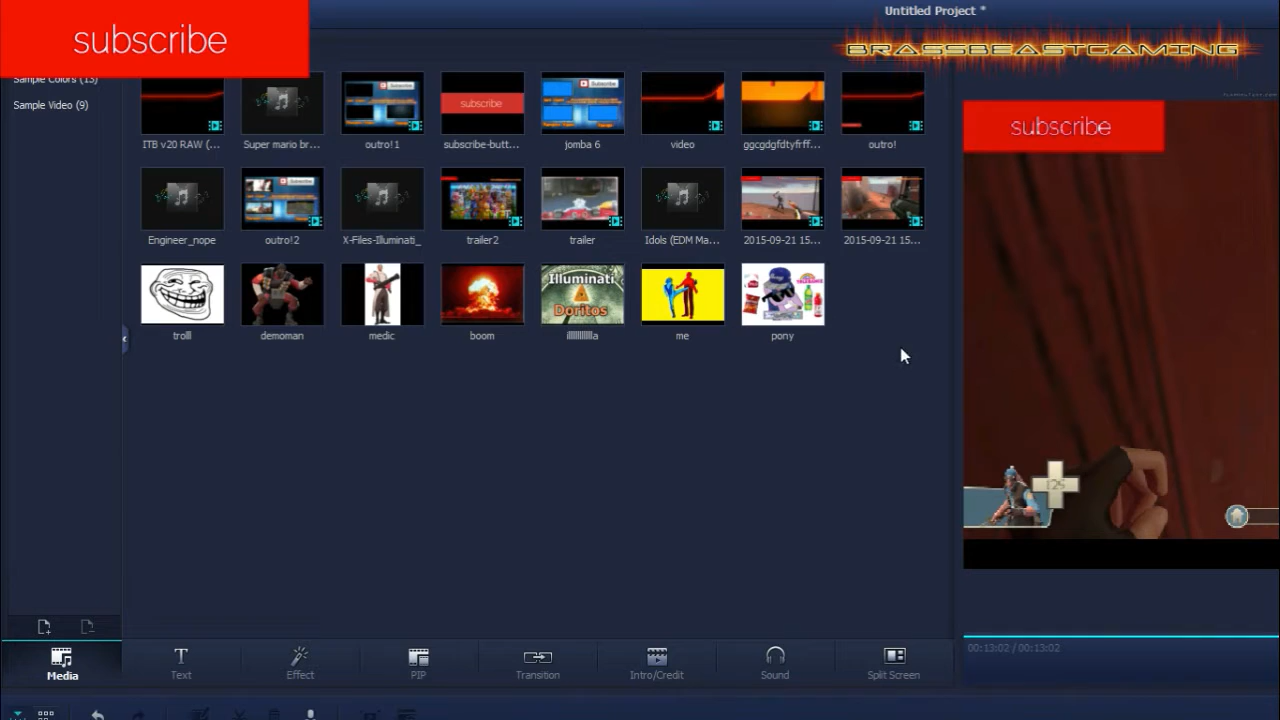 Untitled Project *
subscribe
BRASSBEASTGAMING
Sample Colors (13)
Sample Video (9)
subscribe
subscribe
ITB v20 RAW (...
Super mario br...
outro!1
subscribe-butt...
jomba 6
video
ggcgdgfdtyfrff...
outro!
Engineer_nope
outro!2
X-Files-Illuminati_
trailer2
trailer
Idols (EDM Ma...
2015-09-21 15...
2015-09-21 15...
Illuminati
Doritos
trolll
demoman
medic
boom
me
pony
125
00:13:02 / 00:13:02
Media
Text
Effect
PIP
Transition
Intro/Credit
Sound
Split Screen